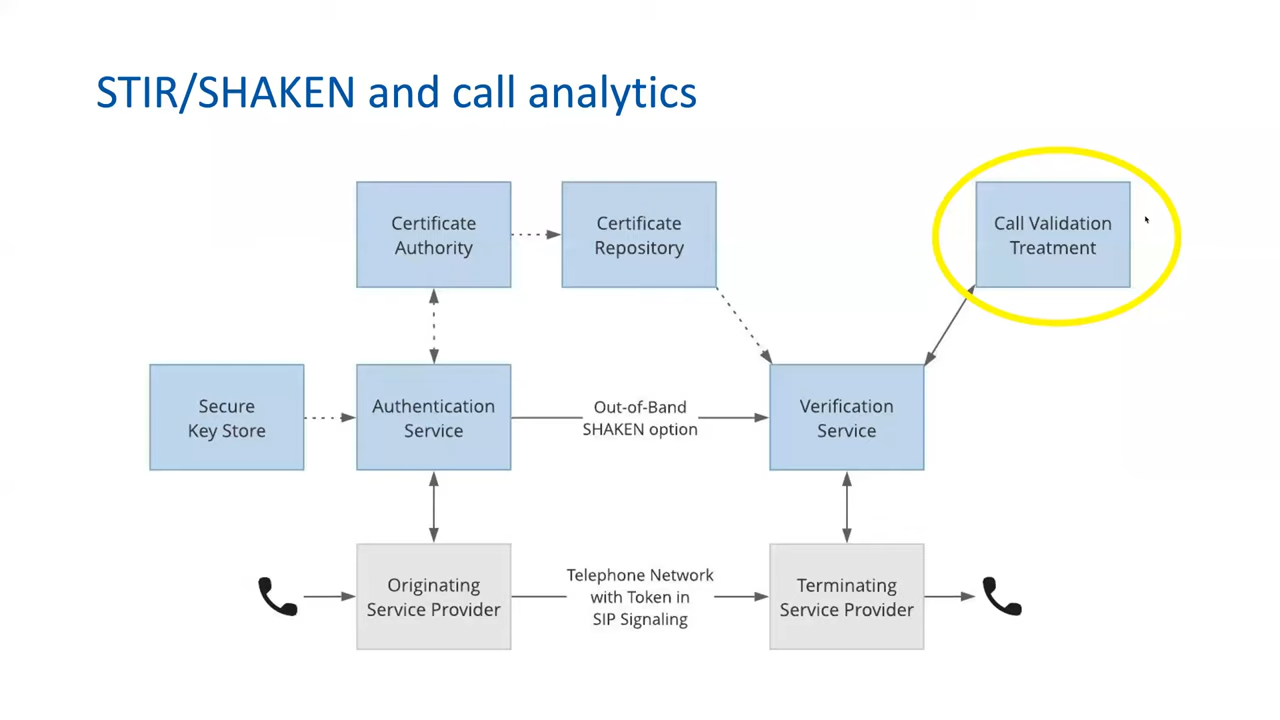 STIR/SHAKEN and call analytics
Certificate
Authority
Certificate
Repository
Call Validation
Treatment
Secure
Key Store
Authentication
Service
Out-of-Band
SHAKEN option
Verification
Service
Originating
Service Provider
Telephone Network
with Token in
SIP Signaling
Terminating
Service Provider